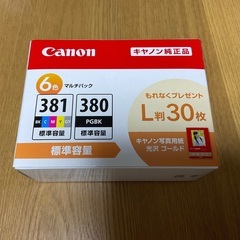 Canon
キヤノン純正品
6色
マルチパック
381
380
BK C M Y GY
PGBK
標準容量
標準容量
もれなくプレゼント
L判30枚
キヤノン写真用紙
光沢 ゴールド
標準容量